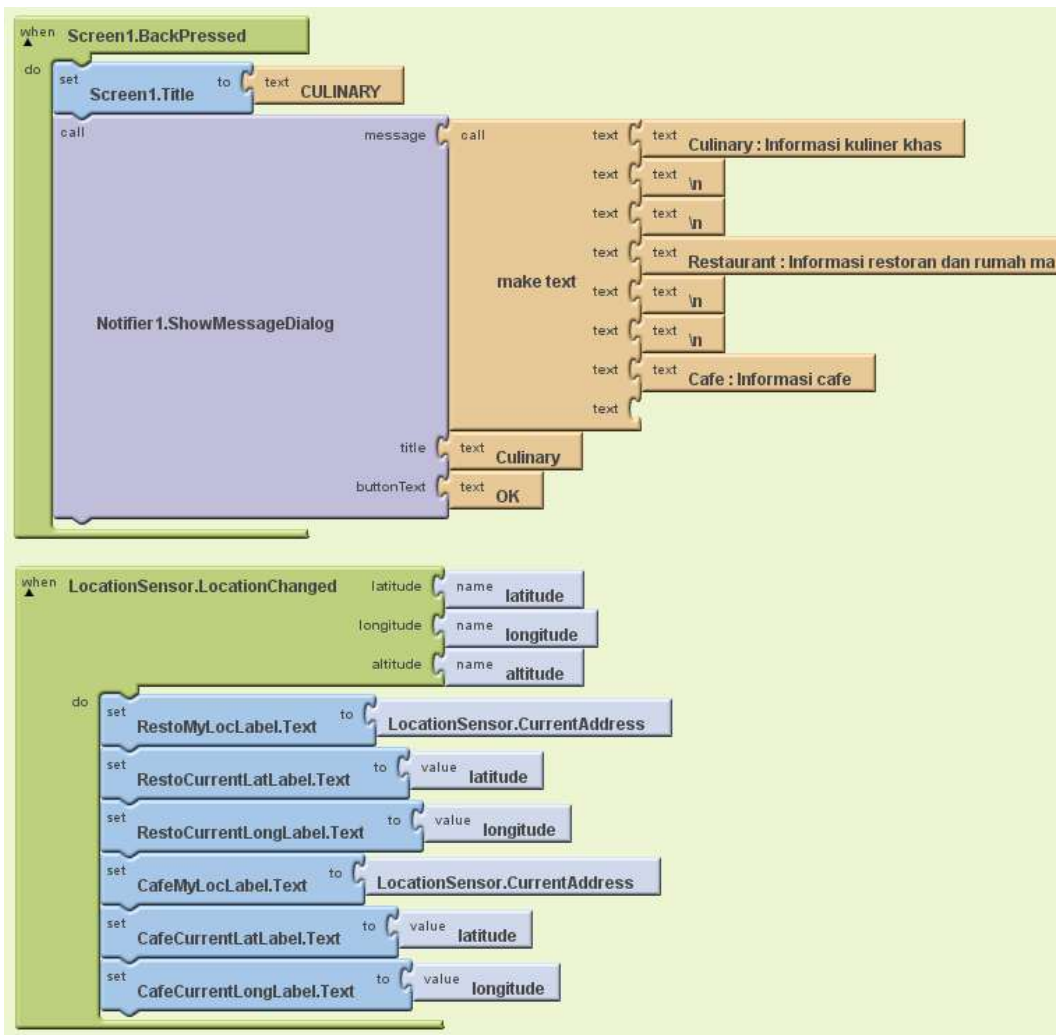 when Screen1.BackPressed
do
set Screen1.Title to text CULINARY
call Notifier1.ShowMessageDialog message call make text text text Culinary : Informasi kuliner khas
text text \n
text text \n
text text Restaurant : Informasi restoran dan rumah
text text \n
text text \n
text text Cafe : Informasi cafe
text
title text Culinary
buttonText text OK
when LocationSensor.LocationChanged latitude name latitude
longitude name longitude
altitude name altitude
do
set RestoMyLocLabel.Text to LocationSensor.CurrentAddress
set RestoCurrentLatLabel.Text to value latitude
set RestoCurrentLongLabel.Text to value longitude
set CafeMyLocLabel.Text to LocationSensor.CurrentAddress
set CafeCurrentLatLabel.Text to value latitude
set CafeCurrentLongLabel.Text to value longitude